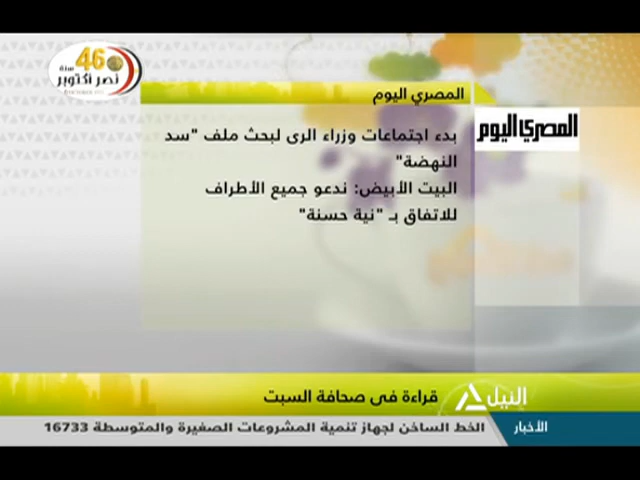 46 سنة
نصر أكتوبر
المصري اليوم
المصري اليوم
بدء اجتماعات وزراء الرى لبحث ملف "سد
النهضة"
البيت الأبيض: ندعو جميع الأطراف
للاتفاق بـ "نية حسنة"
النيل
قراءة فى صحافة السبت
الأخبار
الخط الساخن لجهاز تنمية المشروعات الصغيرة والمتوسطة 16733